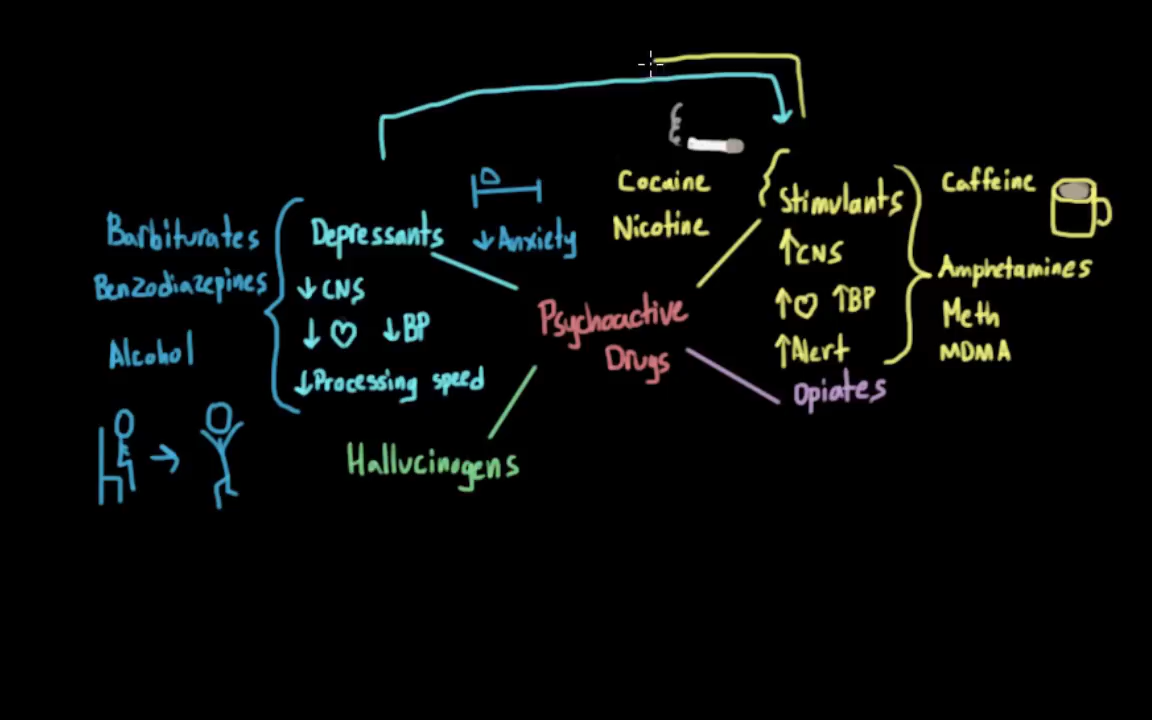 Cocaine
Nicotine
Stimulants
↑CNS
↑♡ ↑BP
↑Alert
Caffeine
Amphetamines
Meth
MDMA
Barbiturates
Benzodiazepines
Alcohol
Depressants
↓CNS
↓♡ ↓BP
↓Processing speed
↓Anxiety
Psychoactive
Drugs
Opiates
Hallucinogens